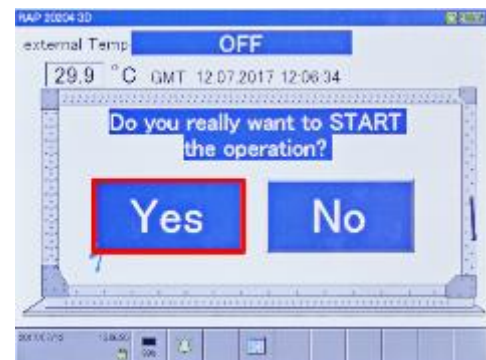 RAP 20204-3D
external Temp OFF
29.9 °C GMT 12.07.2017 12:06:34
Do you really want to START
the operation?
Yes No